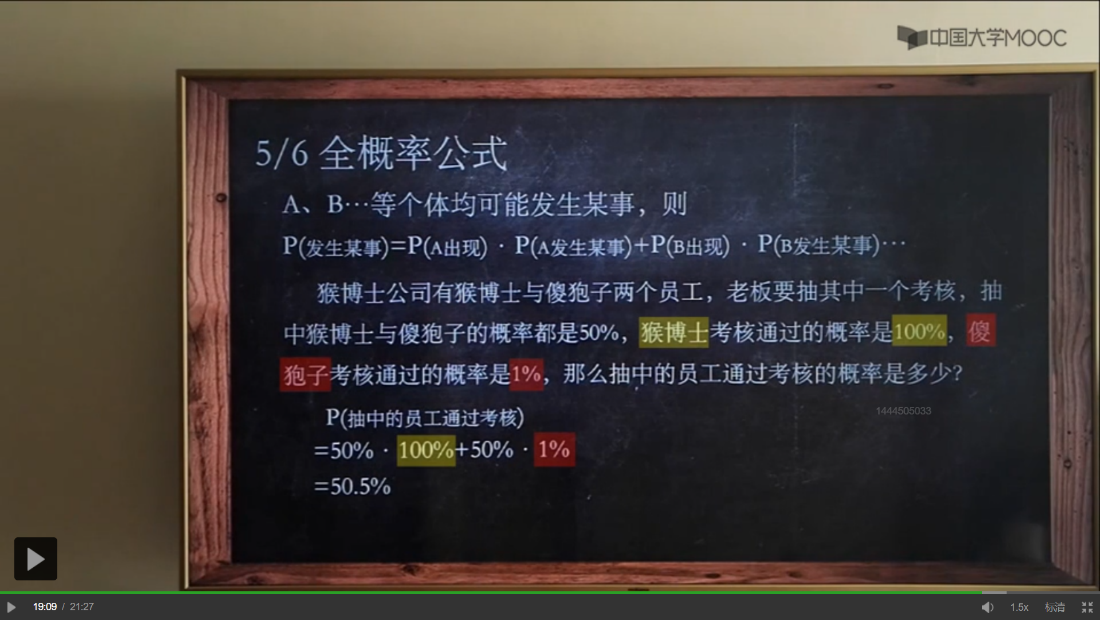 中国大学MOOC
5/6 全概率公式
A、B…等个体均可能发生某事，则
P(发生某事)=P(A出现) · P(A发生某事)+P(B出现) · P(B发生某事)…
猴博士公司有猴博士与傻狍子两个员工，老板要抽其中一个考核，抽
中猴博士与傻狍子的概率都是50%，猴博士考核通过的概率是100%，傻
狍子考核通过的概率是1%，那么抽中的员工通过考核的概率是多少？
1444505033
P(抽中的员工通过考核)
=50% · 100%+50% · 1%
=50.5%
19:09 / 21:27
1.5x 标清